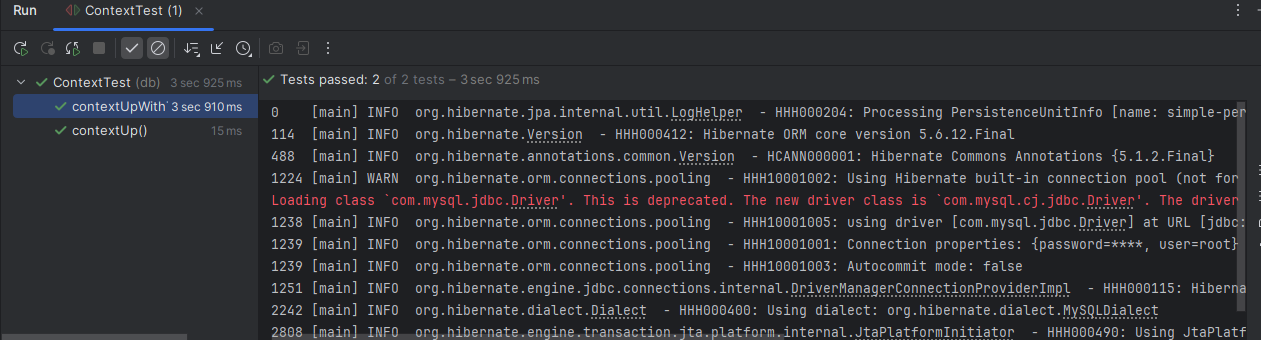 Run ContextTest (1)
ContextTest (db) 3 sec 925 ms
contextUpWith 3 sec 910 ms
contextUp() 15 ms
Tests passed: 2 of 2 tests – 3 sec 925 ms
0 [main] INFO org.hibernate.jpa.internal.util.LogHelper - HHH000204: Processing PersistenceUnitInfo [name: simple-per
114 [main] INFO org.hibernate.Version - HHH000412: Hibernate ORM core version 5.6.12.Final
488 [main] INFO org.hibernate.annotations.common.Version - HCANN000001: Hibernate Commons Annotations {5.1.2.Final}
1224 [main] WARN org.hibernate.orm.connections.pooling - HHH10001002: Using Hibernate built-in connection pool (not for
Loading class `com.mysql.jdbc.Driver'. This is deprecated. The new driver class is `com.mysql.cj.jdbc.Driver'. The driver
1238 [main] INFO org.hibernate.orm.connections.pooling - HHH10001005: using driver [com.mysql.jdbc.Driver] at URL [jdbc:
1239 [main] INFO org.hibernate.orm.connections.pooling - HHH10001001: Connection properties: {password=****, user=root}
1239 [main] INFO org.hibernate.orm.connections.pooling - HHH10001003: Autocommit mode: false
1251 [main] INFO org.hibernate.engine.jdbc.connections.internal.DriverManagerConnectionProviderImpl - HHH000115: Hiberna
2242 [main] INFO org.hibernate.dialect.Dialect - HHH000400: Using dialect: org.hibernate.dialect.MySQLDialect
2808 [main] INFO org.hibernate.engine.transaction.jta.platform.internal.JtaPlatformInitiator - HHH000490: Using JtaPlatf